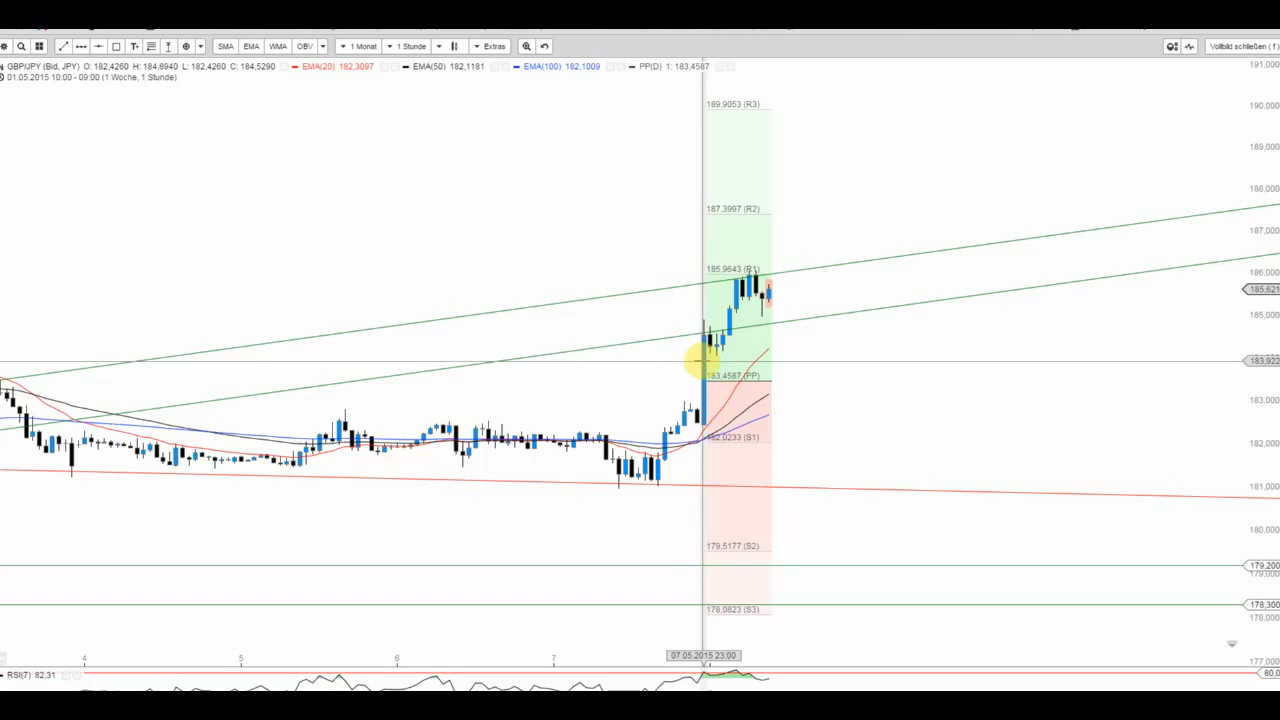 SMA EMA WMA OBV 1 Monat 1 Stunde Extras Vollbild schließen ( f )
GBP/JPY (Bid, JPY) O: 182,4260 H: 184,8940 L: 182,4260 C: 184,5290 EMA(20) 182,3097 EMA(50) 182,1181 EMA(100) 182,1009 PP(D) 1: 183,4587
01.05.2015 10:00 - 09:00 (1 Woche, 1 Stunde)
191,000
189,9053 (R3)
190,000
189,000
188,000
187,3997 (R2)
187,000
185,9643 (R1)
186,000
185,621
185,000
183,922
183,4587 (PP)
183,000
182,0233 (S1)
182,000
181,000
180,000
179,5177 (S2)
179,200
179,000
178,300
178,0823 (S3)
178,000
4 5 6 7
07.05.2015 23:00
177,000
RSI(7) 82,31
80,0